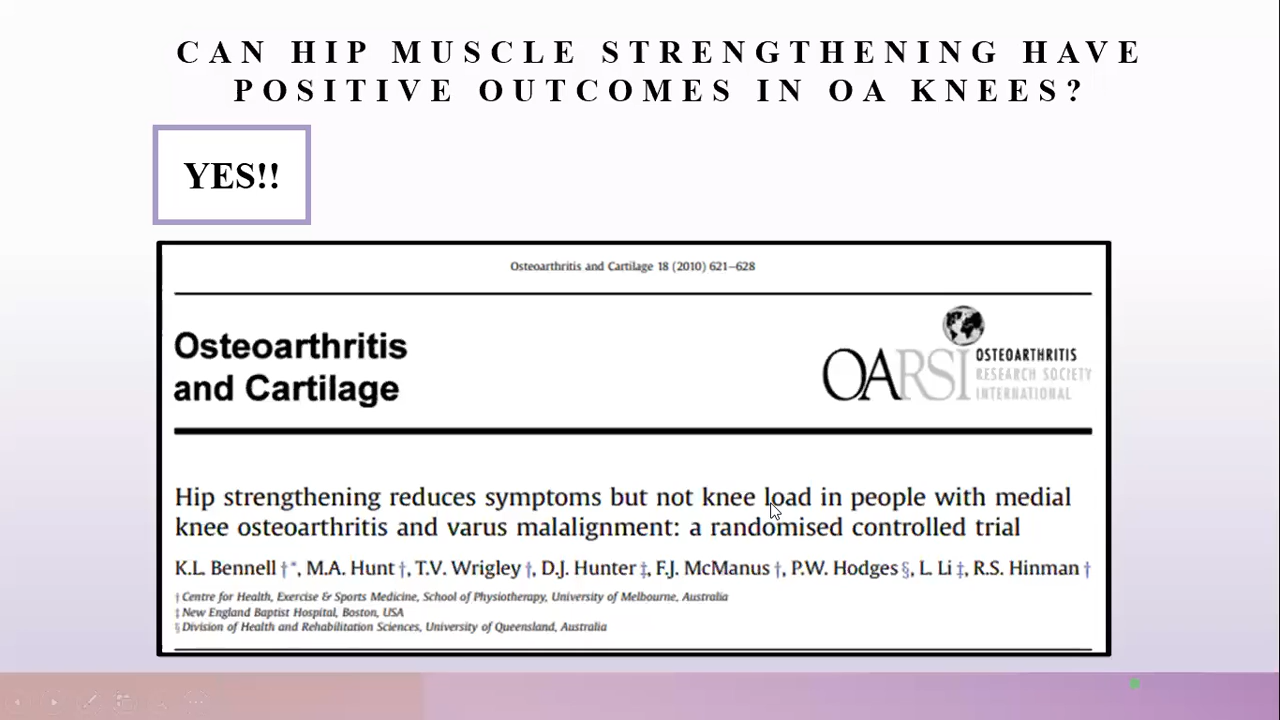 CAN HIP MUSCLE STRENGTHENING HAVE
POSITIVE OUTCOMES IN OA KNEES?
YES!!
Osteoarthritis and Cartilage 18 (2010) 621–628
Osteoarthritis
and Cartilage
OARSI
OSTEOARTHRITIS
RESEARCH SOCIETY
INTERNATIONAL
Hip strengthening reduces symptoms but not knee load in people with medial
knee osteoarthritis and varus malalignment: a randomised controlled trial
K.L. Bennell †*, M.A. Hunt †, T.V. Wrigley †, D.J. Hunter ‡, F.J. McManus †, P.W. Hodges §, L. Li ‡, R.S. Hinman †
† Centre for Health, Exercise & Sports Medicine, School of Physiotherapy, University of Melbourne, Australia
‡ New England Baptist Hospital, Boston, USA
§ Division of Health and Rehabilitation Sciences, University of Queensland, Australia